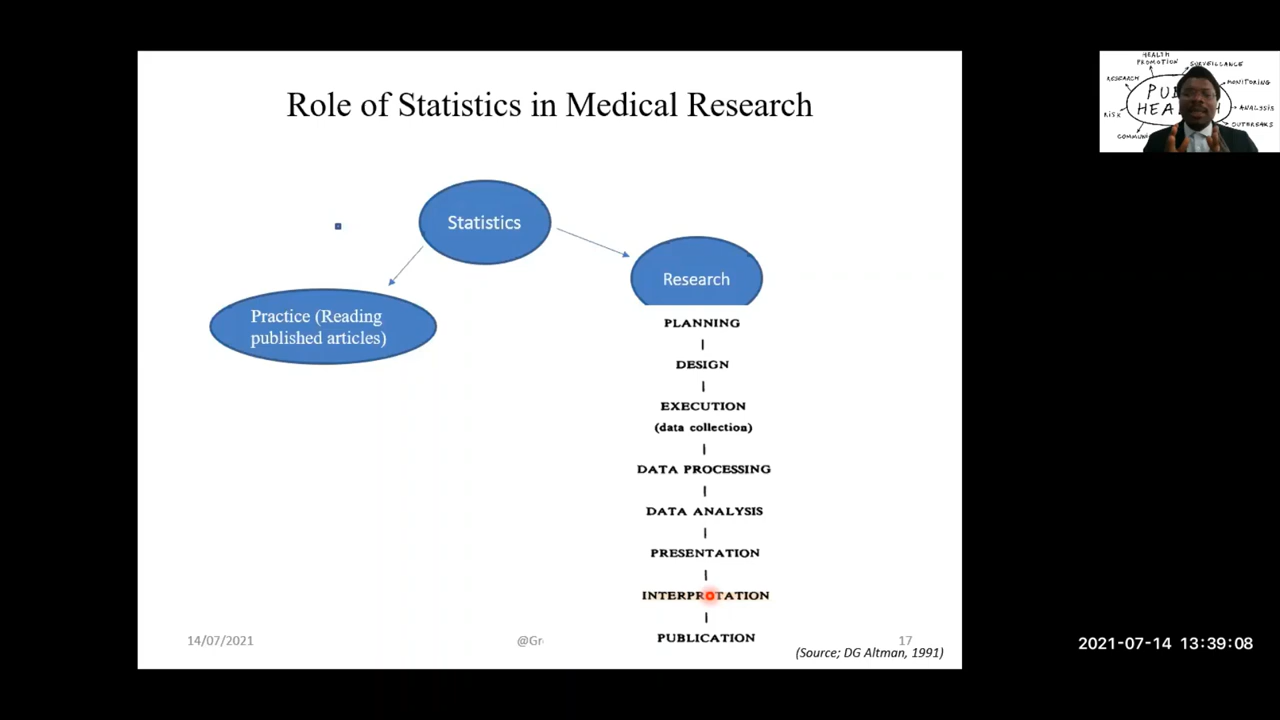 Role of Statistics in Medical Research
Statistics
Research
Practice (Reading
published articles)
PLANNING
DESIGN
EXECUTION
(data collection)
DATA PROCESSING
DATA ANALYSIS
PRESENTATION
INTERPROTATION
PUBLICATION
14/07/2021
@Gr
17
(Source; DG Altman, 1991)
HEALTH
PROMOTION
SURVEILLANCE
RESEARCH
MONITORING
PU
HEA
H
ANALYSIS
RISK
OUTBREAKS
COMMUN
2021-07-14 13:39:08